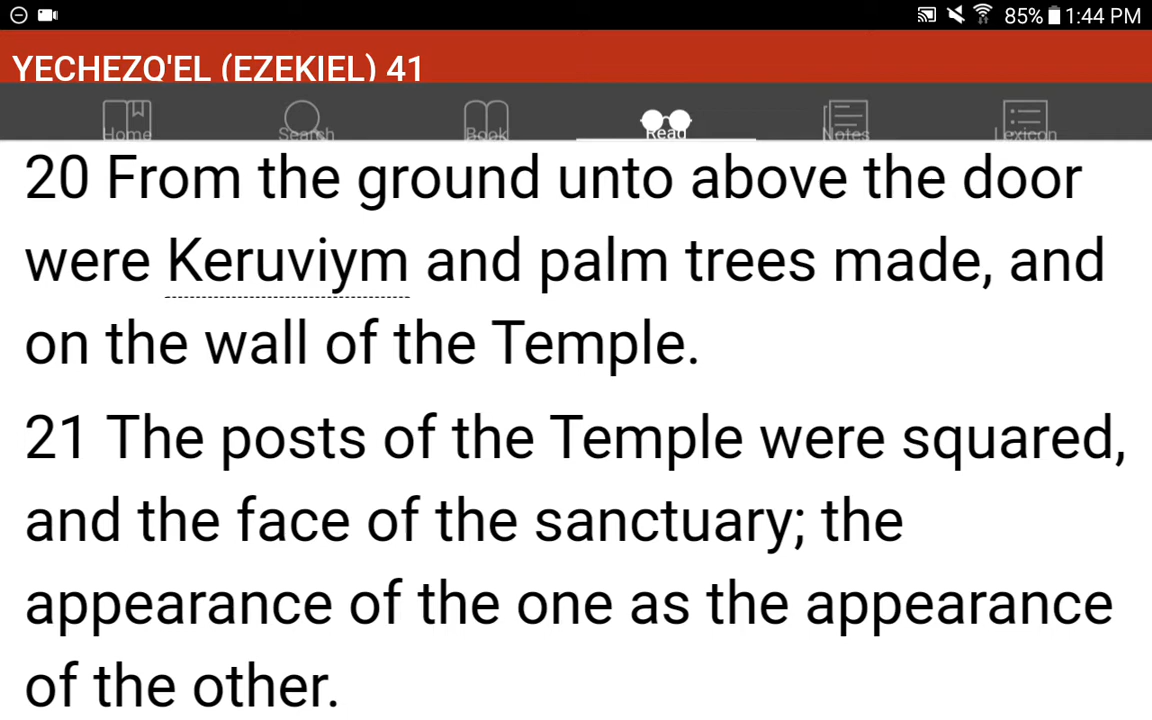 85% 1:44 PM
YECHEZQ'EL (EZEKIEL) 41
Home Search Book Read Notes Lexicon
20 From the ground unto above the door
were Keruviym and palm trees made, and
on the wall of the Temple.
21 The posts of the Temple were squared,
and the face of the sanctuary; the
appearance of the one as the appearance
of the other.